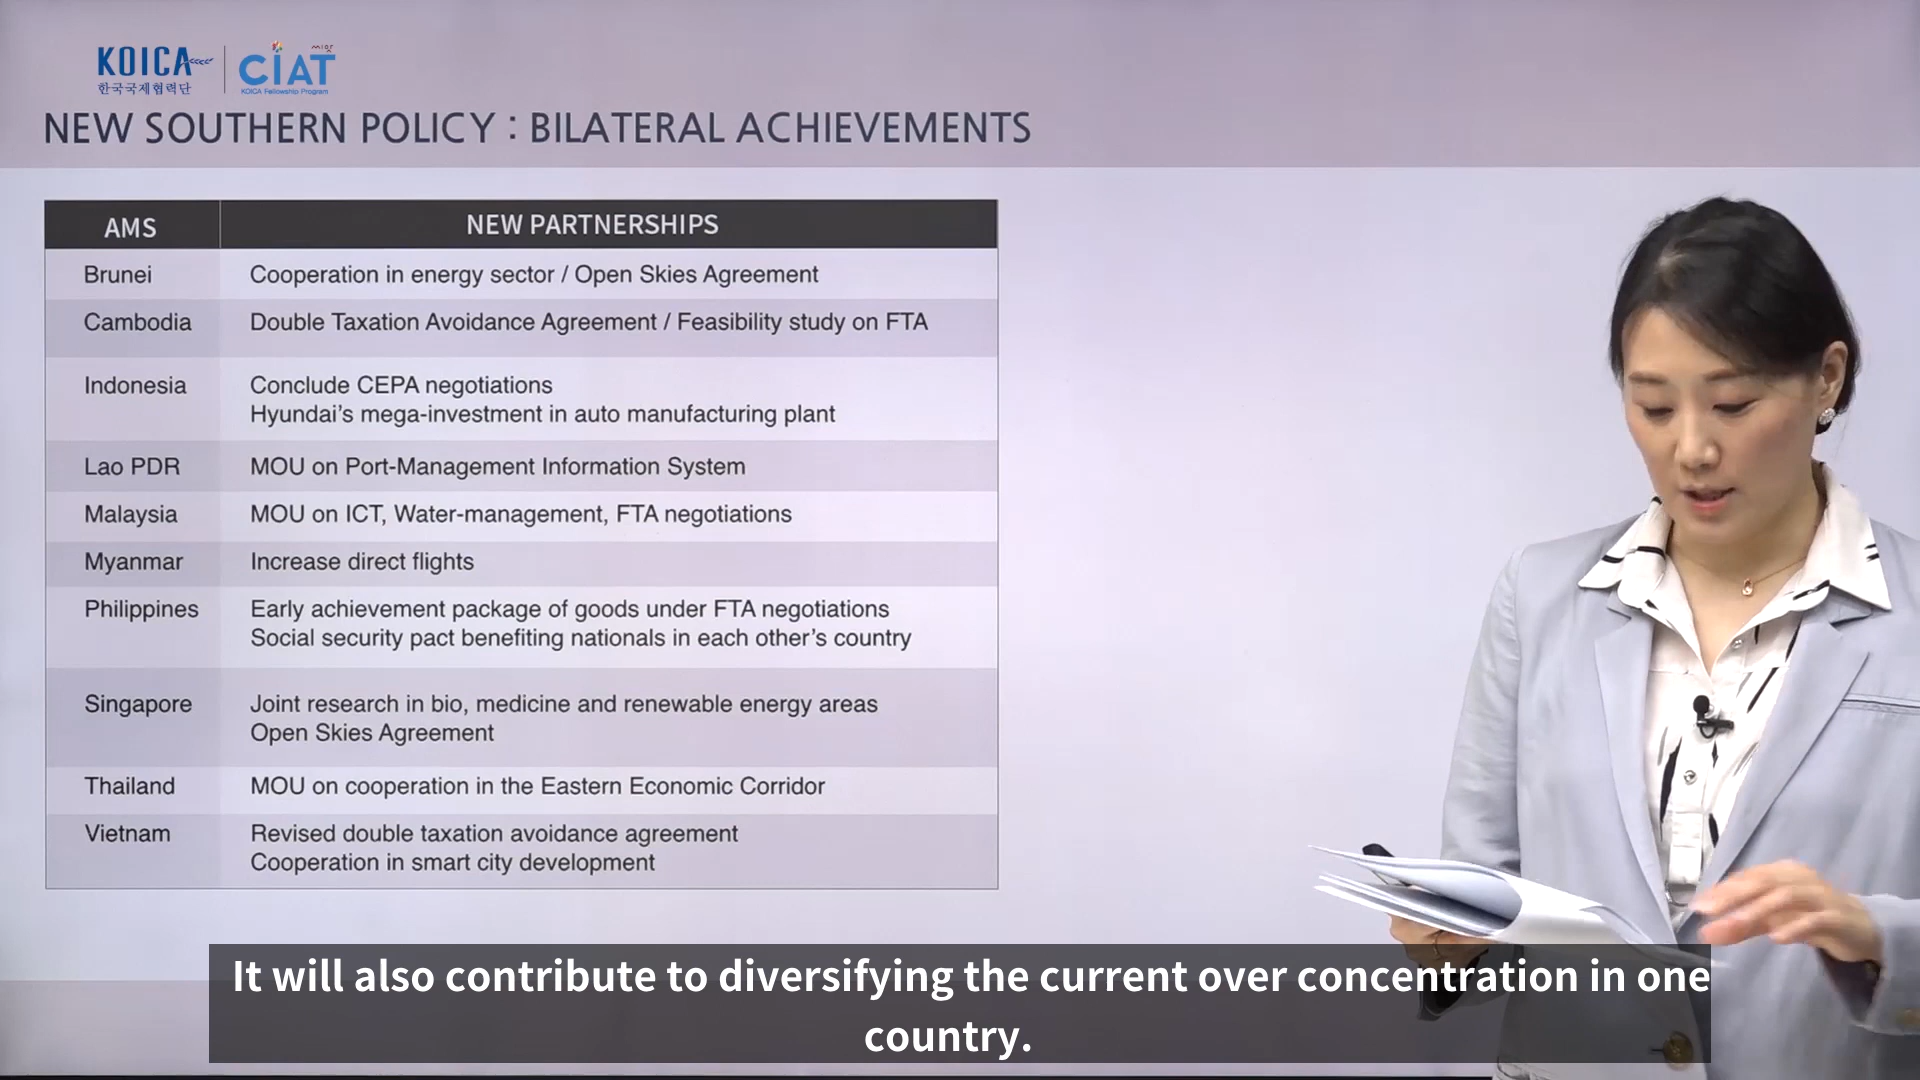 KOICA
한국국제협력단
CIAT
KOICA Fellowship Program
NEW SOUTHERN POLICY : BILATERAL ACHIEVEMENTS
AMS NEW PARTNERSHIPS
Brunei Cooperation in energy sector / Open Skies Agreement
Cambodia Double Taxation Avoidance Agreement / Feasibility study on FTA
Indonesia Conclude CEPA negotiations
Hyundai’s mega-investment in auto manufacturing plant
Lao PDR MOU on Port-Management Information System
Malaysia MOU on ICT, Water-management, FTA negotiations
Myanmar Increase direct flights
Philippines Early achievement package of goods under FTA negotiations
Social security pact benefiting nationals in each other’s country
Singapore Joint research in bio, medicine and renewable energy areas
Open Skies Agreement
Thailand MOU on cooperation in the Eastern Economic Corridor
Vietnam Revised double taxation avoidance agreement
Cooperation in smart city development
It will also contribute to diversifying the current over concentration in one
country.